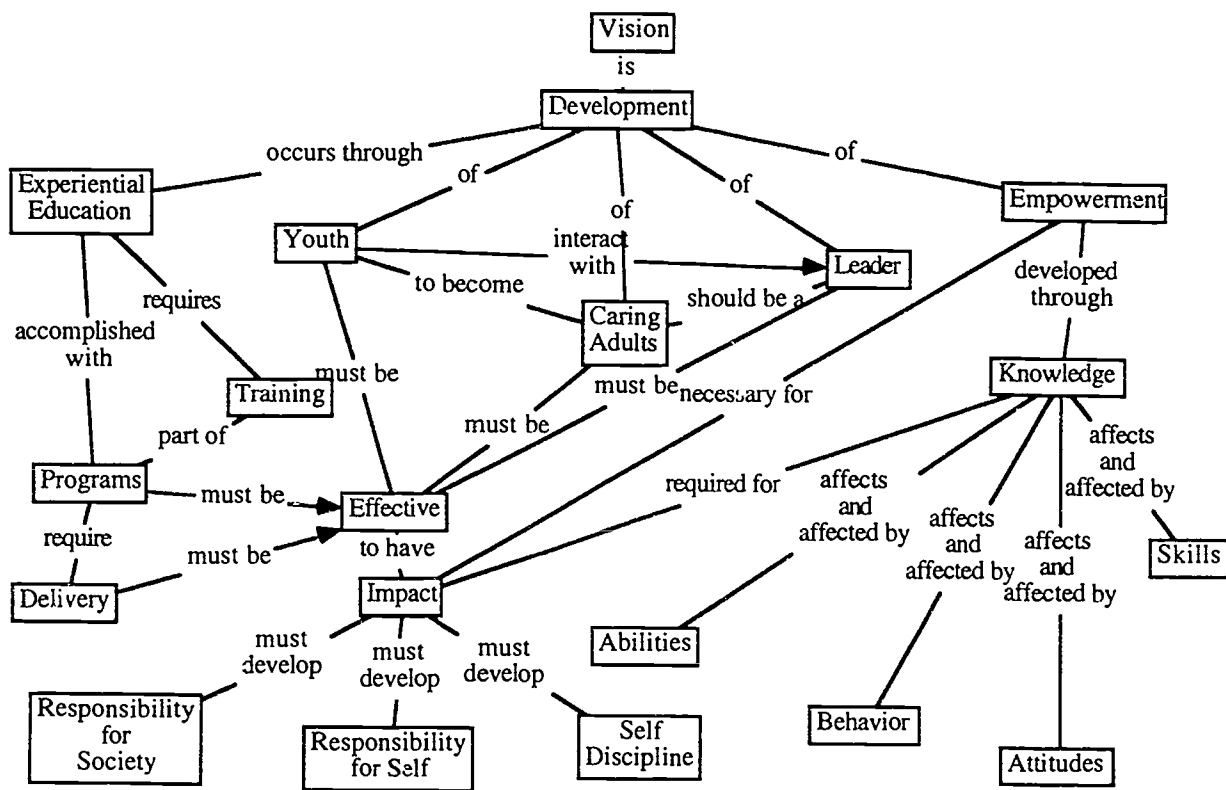 Vision
is
Development
occurs through
of
of
of
of
Experiential
Education
Youth
interact
with
Leader
Empowerment
to become
should be a
developed
through
requires
accomplished
with
Caring
Adults
Training
must be
must be
necessary for
Knowledge
part of
must be
affects
and
affected by
Programs
must be
Effective
required for
affects
and
affected by
affects
and
affected by
affects
and
affected by
require
must be
to have
Skills
Delivery
Impact
must
develop
must
develop
must
develop
Abilities
Responsibility
for
Society
Responsibility
for Self
Self
Discipline
Behavior
Attitudes